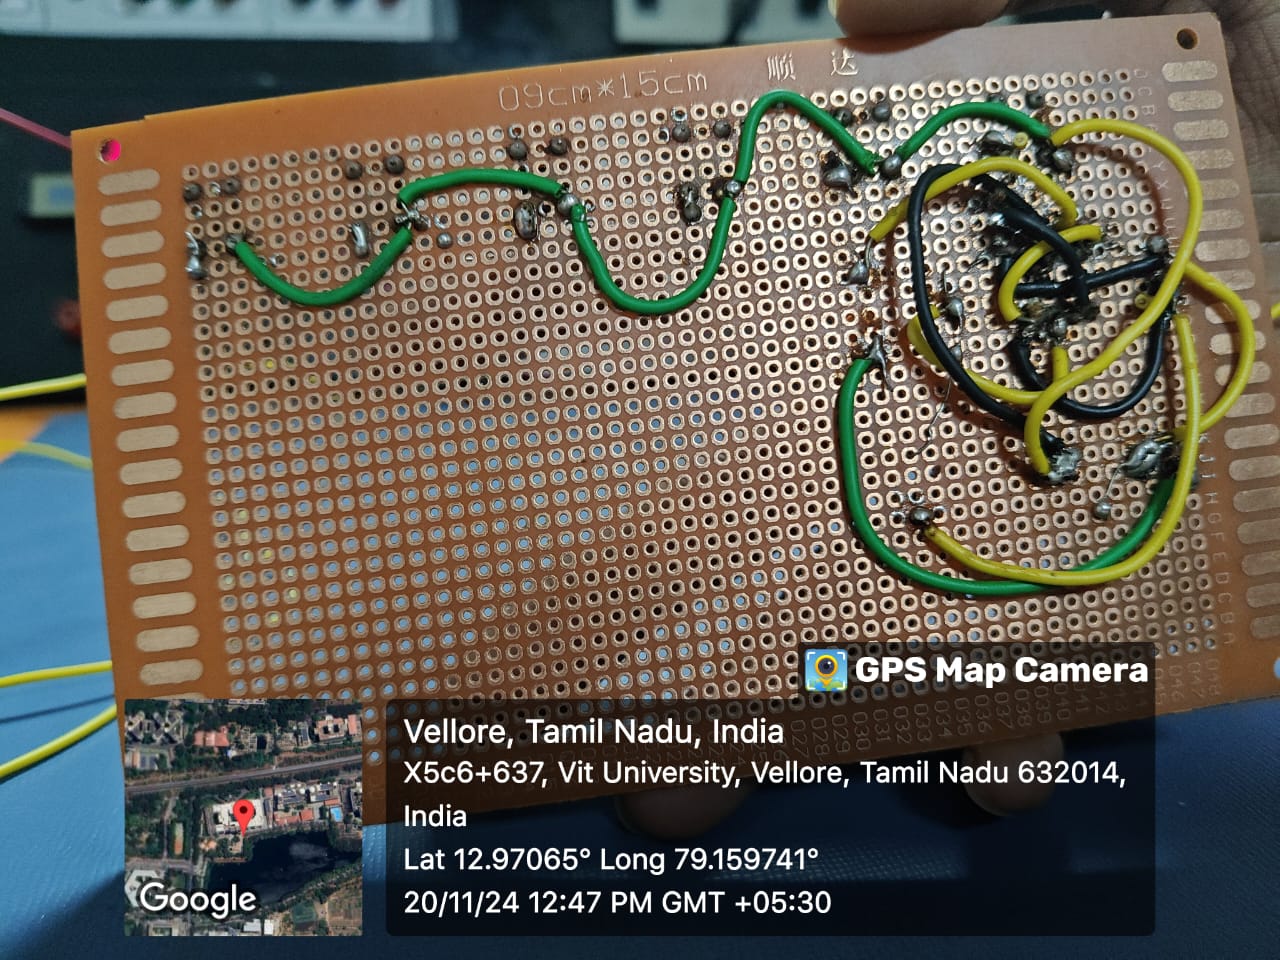 09cm*15cm 顺 达
GPS Map Camera
Vellore, Tamil Nadu, India
X5c6+637, Vit University, Vellore, Tamil Nadu 632014,
India
Lat 12.97065° Long 79.159741°
20/11/24 12:47 PM GMT +05:30
Google